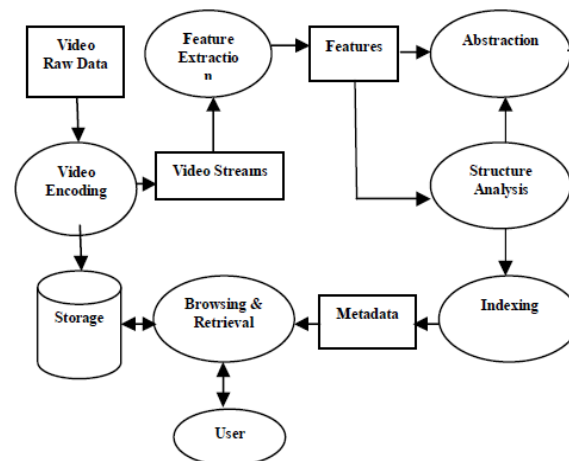 Video
Raw Data
Feature
Extractio
n
Features
Abstraction
Video
Encoding
Video Streams
Structure
Analysis
Storage
Browsing &
Retrieval
Metadata
Indexing
User